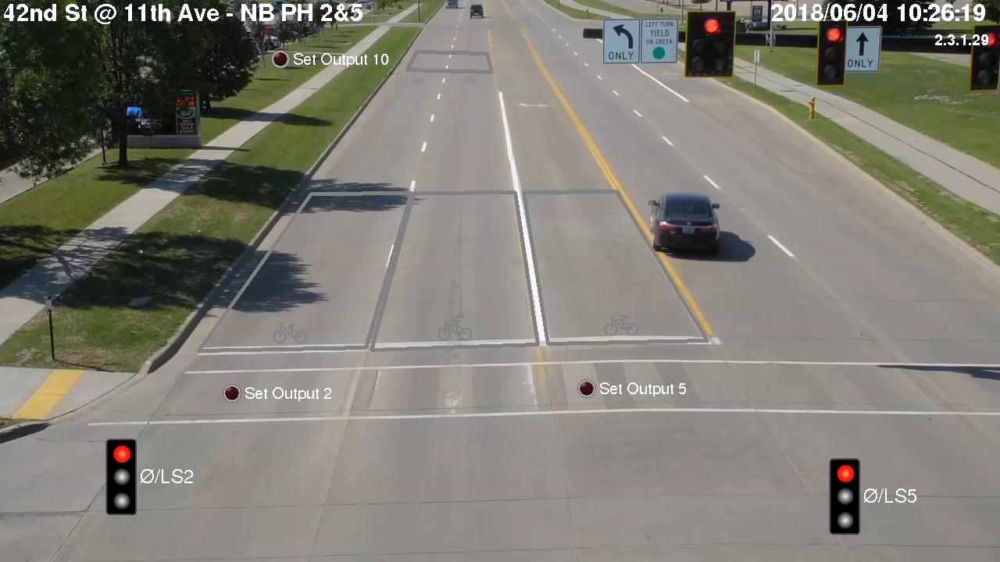 42nd St @ 11th Ave - NB PH 2&5
2018/06/04 10:26:19
2.3.1.29
ONLY
LEFT TURN
YIELD
ON GREEN
ONLY
Set Output 10
Set Output 2
Set Output 5
Ø/LS2
Ø/LS5